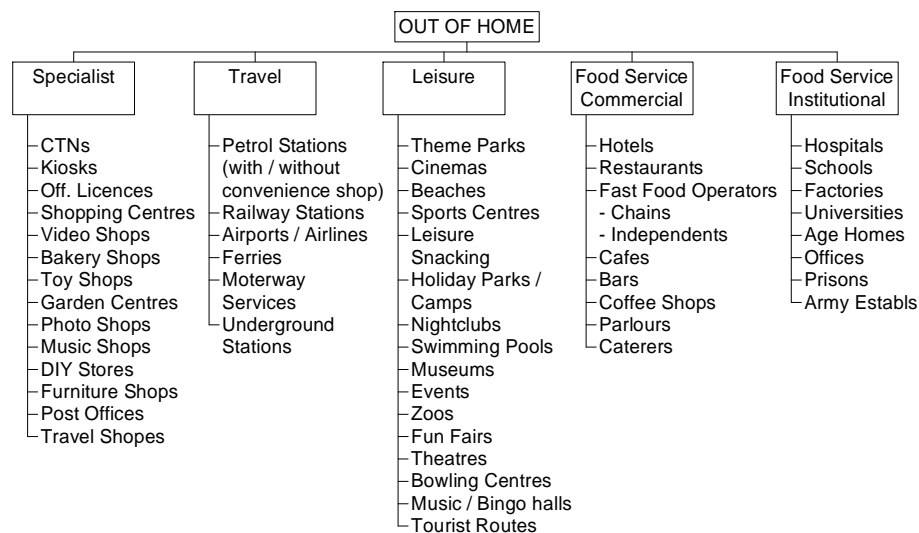 OUT OF HOME
Specialist
CTNs
Kiosks
Off. Licences
Shopping Centres
Video Shops
Bakery Shops
Toy Shops
Garden Centres
Photo Shops
Music Shops
DIY Stores
Furniture Shops
Post Offices
Travel Shopes
Travel
Petrol Stations
(with / without
convenience shop)
Railway Stations
Airports / Airlines
Ferries
Moterway
Services
Underground
Stations
Leisure
Theme Parks
Cinemas
Beaches
Sports Centres
Leisure
Snacking
Holiday Parks /
Camps
Nightclubs
Swimming Pools
Museums
Events
Zoos
Fun Fairs
Theatres
Bowling Centres
Music / Bingo halls
Tourist Routes
Food Service
Commercial
Hotels
Restaurants
Fast Food Operators
- Chains
- Independents
Cafes
Bars
Coffee Shops
Parlours
Caterers
Food Service
Institutional
Hospitals
Schools
Factories
Universities
Age Homes
Offices
Prisons
Army Establs